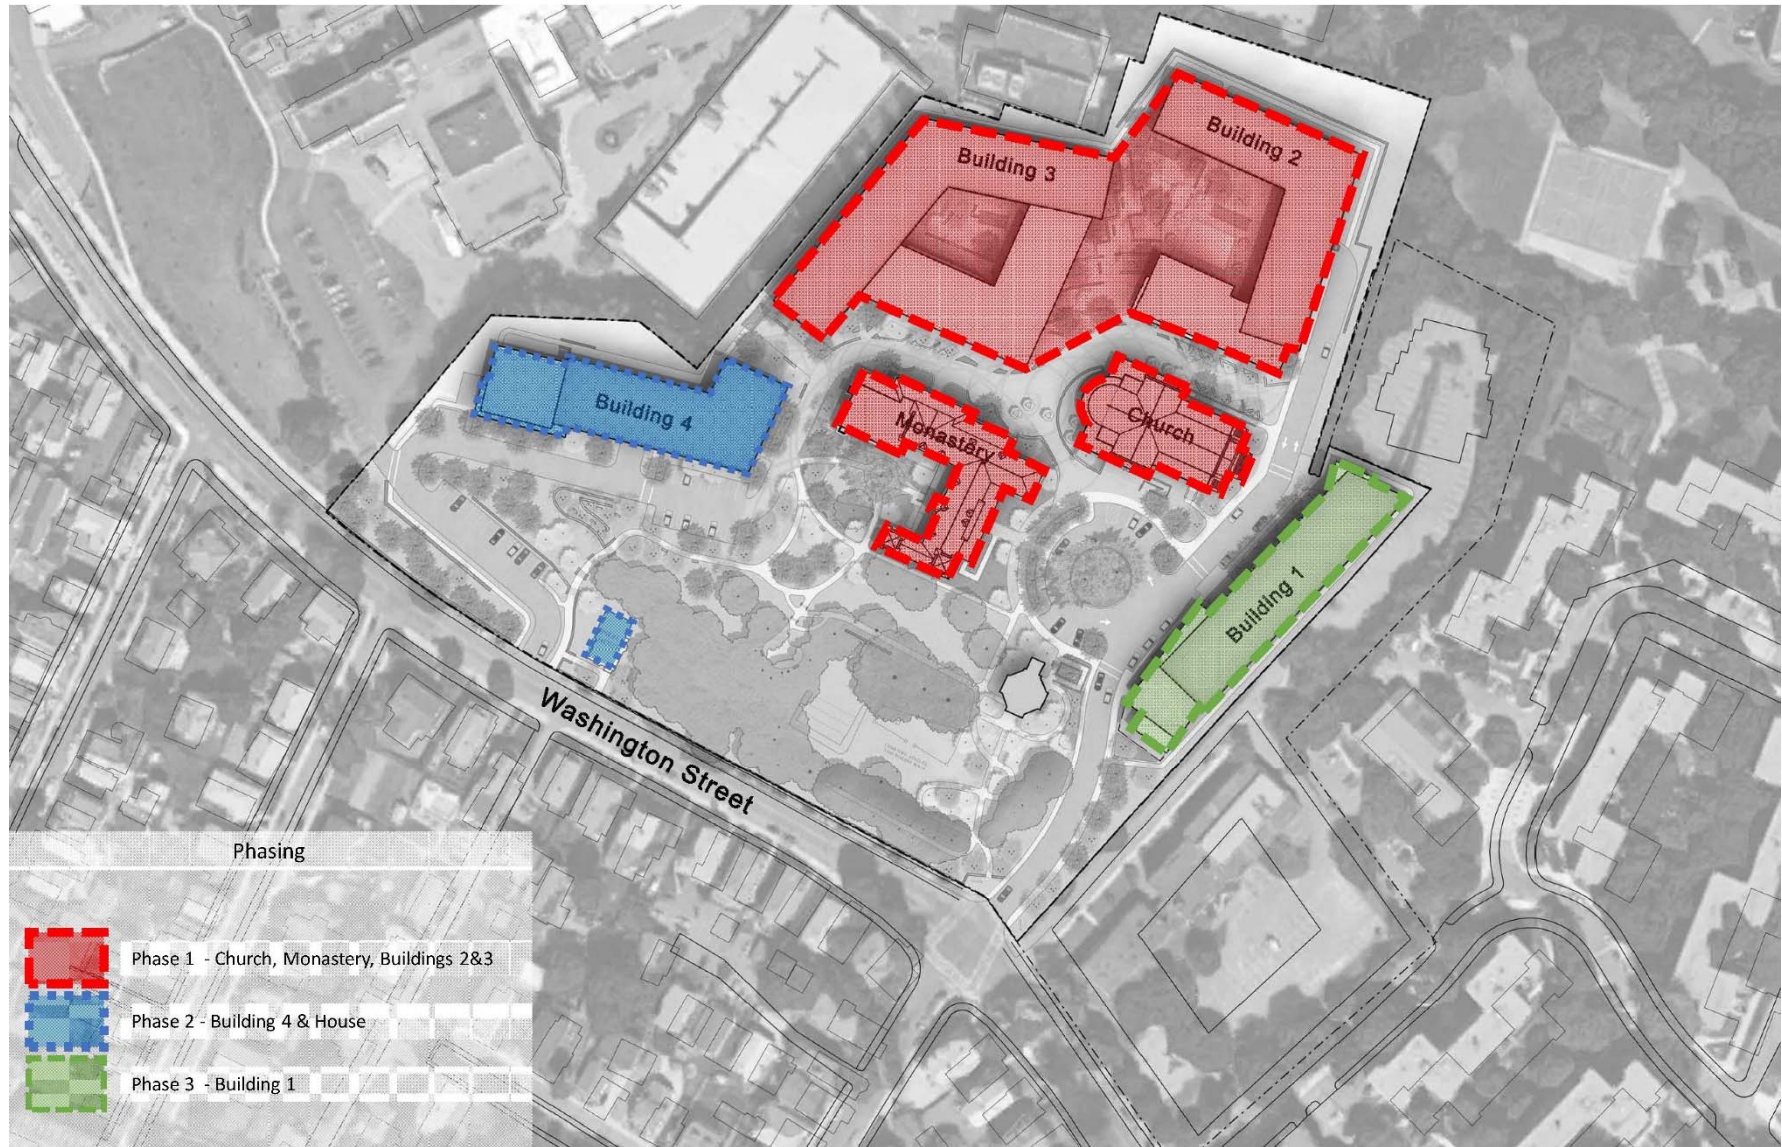 Building 2
Building 3
Building 4
Monastery
Church
Building 1
Washington Street
Phasing
Phase 1 - Church, Monastery, Buildings 2&3
Phase 2 - Building 4 & House
Phase 3 - Building 1